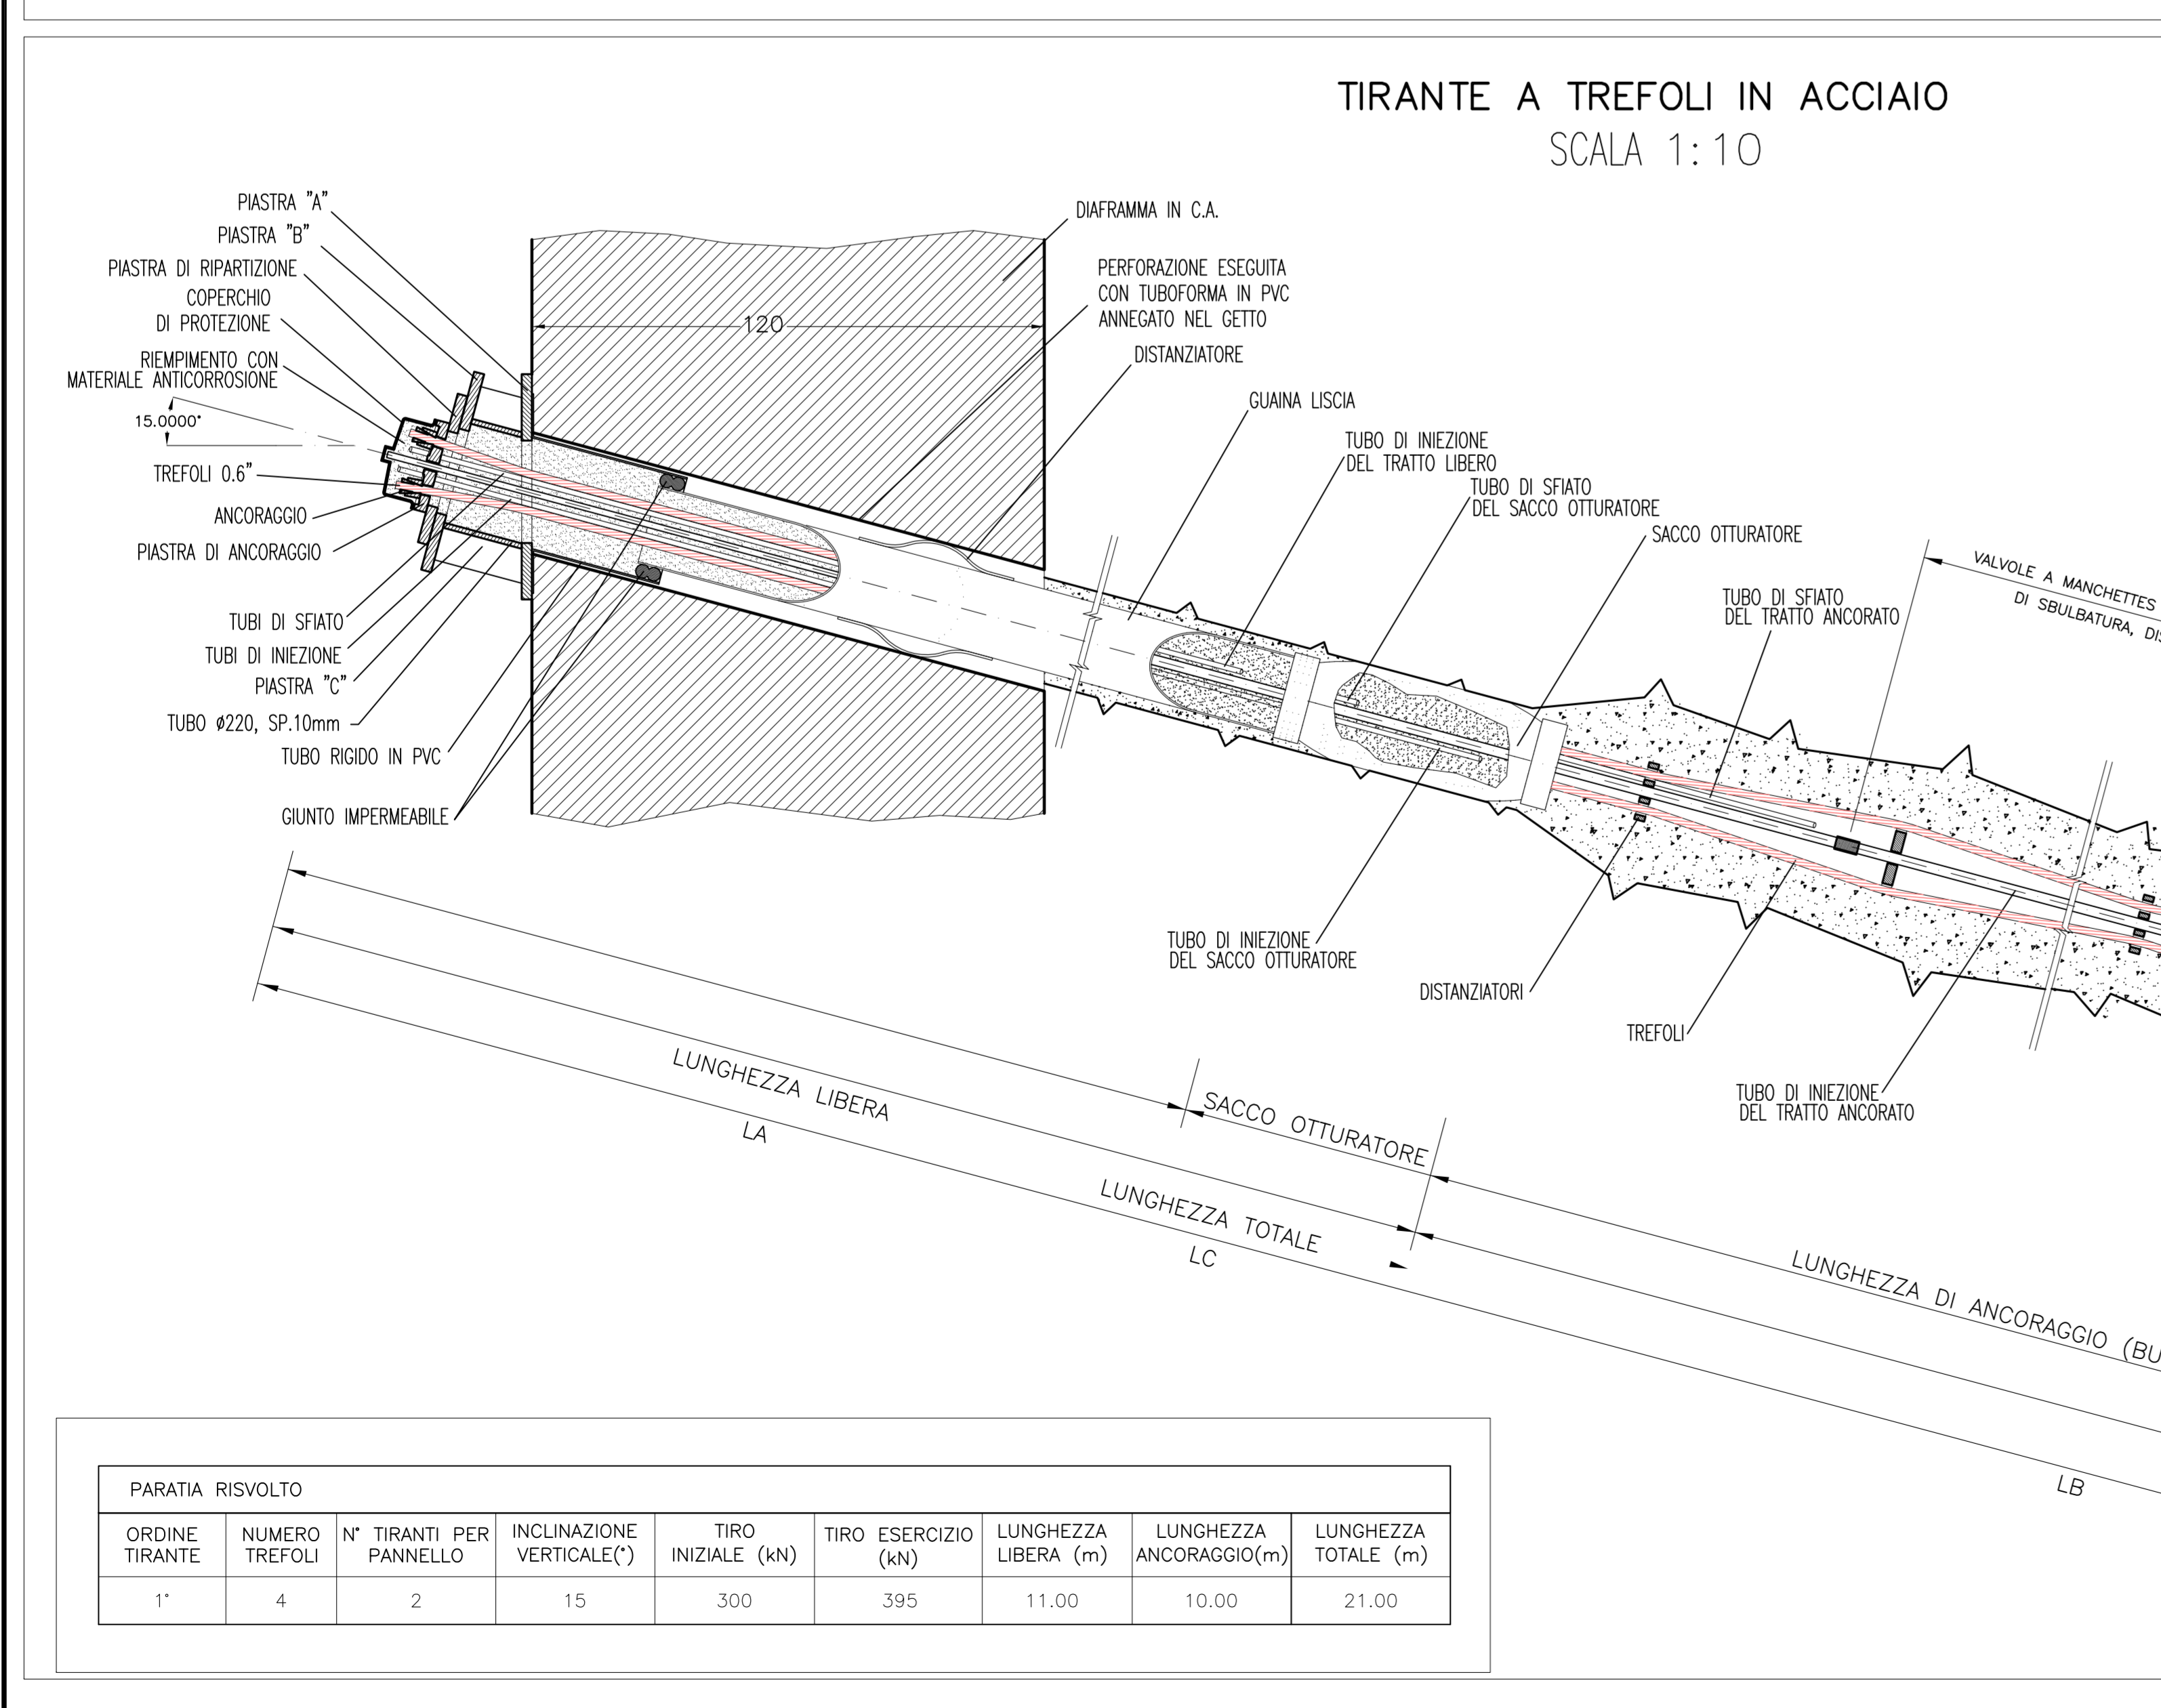 TIRANTE A TREFOLI IN ACCIAIO
SCALA 1:10
PIASTRA "A"
PIASTRA "B"
PIASTRA DI RIPARTIZIONE
COPERCHIO
DI PROTEZIONE
RIEMPIMENTO CON
MATERIALE ANTICORROSIONE
15.0000°
TREFOLI 0.6"
ANCORAGGIO
PIASTRA DI ANCORAGGIO
TUBI DI SFIATO
TUBI DI INIEZIONE
PIASTRA "C"
TUBO ø220, SP.10mm
TUBO RIGIDO IN PVC
GIUNTO IMPERMEABILE
120
DIAFRAMMA IN C.A.
PERFORAZIONE ESEGUITA
CON TUBOFORMA IN PVC
ANNEGATO NEL GETTO
DISTANZIATORE
GUAINA LISCIA
TUBO DI INIEZIONE
DEL TRATTO LIBERO
TUBO DI SFIATO
DEL SACCO OTTURATORE
SACCO OTTURATORE
TUBO DI SFIATO
DEL TRATTO ANCORATO
VALVOLE A MANCHETTES
DI SBULBATURA, DIS
TUBO DI INIEZIONE
DEL SACCO OTTURATORE
DISTANZIATORI
TREFOLI
TUBO DI INIEZIONE
DEL TRATTO ANCORATO
LUNGHEZZA LIBERA
LA
SACCO OTTURATORE
LUNGHEZZA TOTALE
LC
LUNGHEZZA DI ANCORAGGIO (BU
LB
PARATIA RISVOLTO
ORDINE TIRANTE
NUMERO TREFOLI
N° TIRANTI PER PANNELLO
INCLINAZIONE VERTICALE(°)
TIRO INIZIALE (kN)
TIRO ESERCIZIO (kN)
LUNGHEZZA LIBERA (m)
LUNGHEZZA ANCORAGGIO(m)
LUNGHEZZA TOTALE (m)
1° 4 2 15 300 395 11.00 10.00 21.00